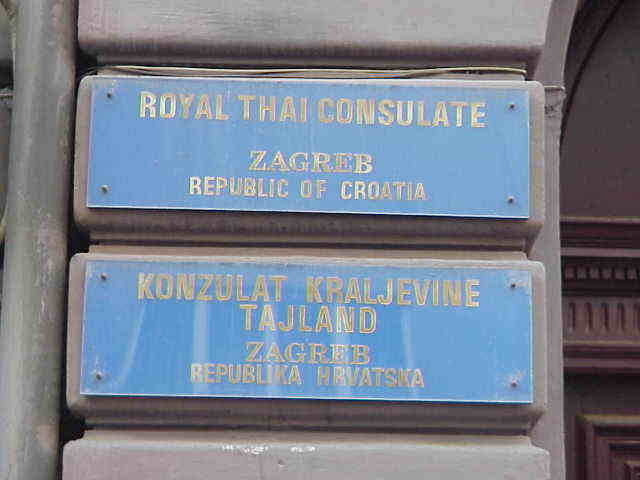 ROYAL THAI CONSULATE
ZAGREB
REPUBLIC OF CROATIA
KONZULAT KRALJEVINE
TAJLAND
ZAGREB
REPUBLIKA HRVATSKA